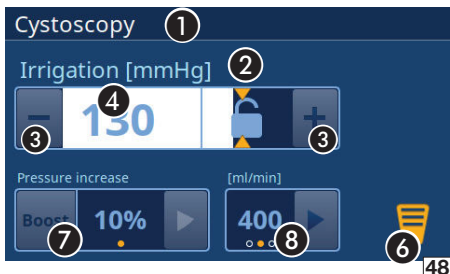 Cystoscopy 1
Irrigation [mmHg] 2
4
− 130 +
3 3
Pressure increase [ml/min]
Boost 10% 400
7 8 6
48